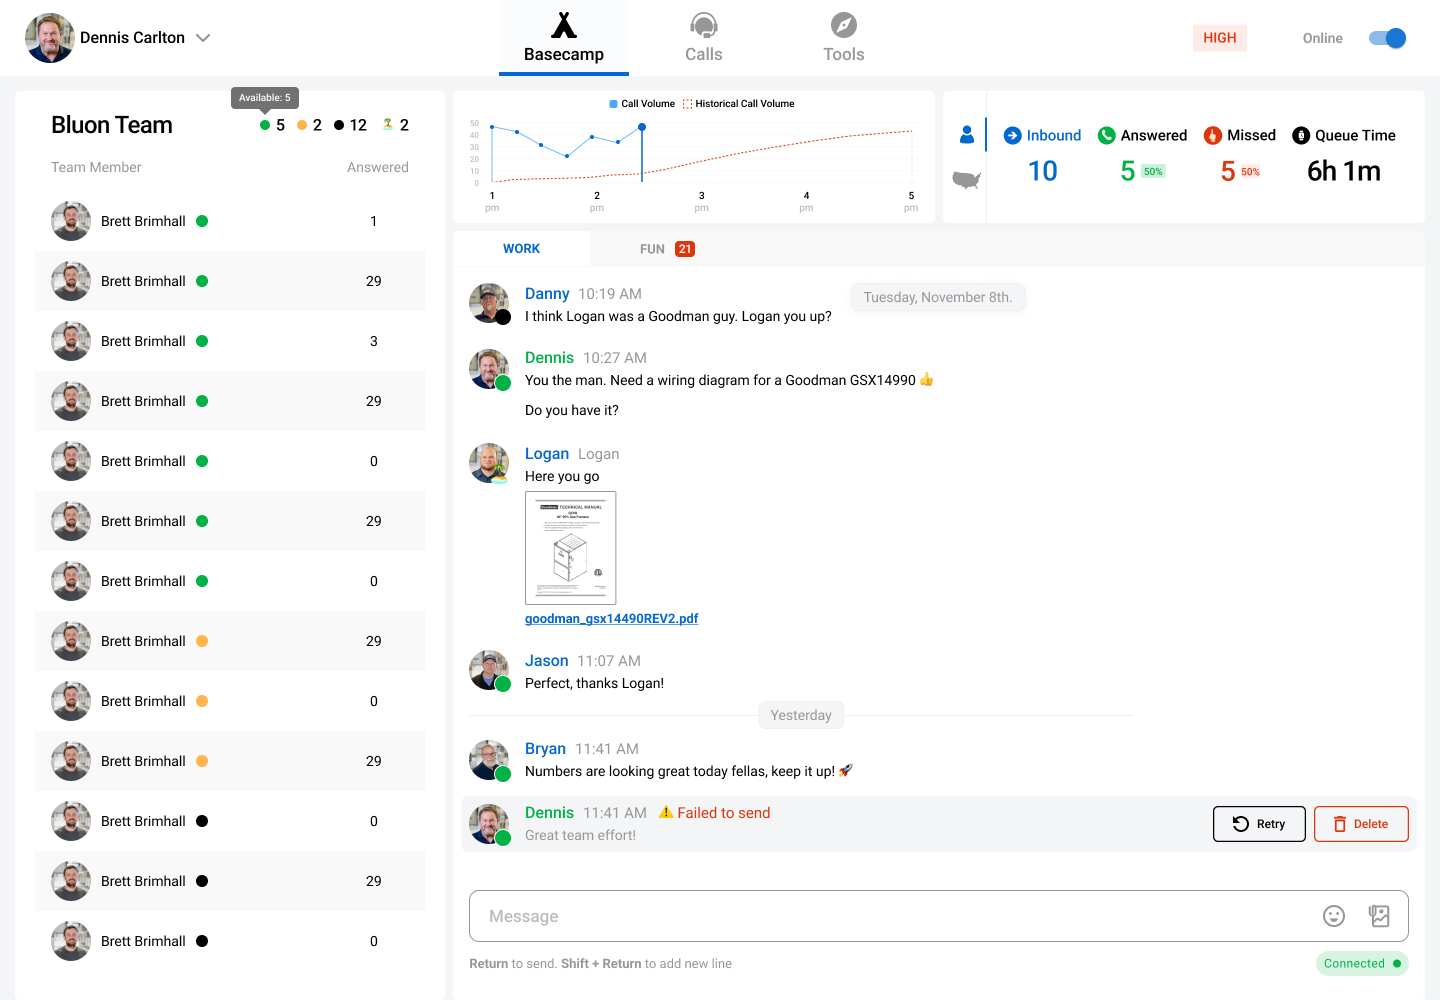 Dennis Carlton
Basecamp
Calls
Tools
HIGH
Online
Available: 5
Bluon Team
5
2
12
2
Team Member
Answered
Brett Brimhall 1
Brett Brimhall 29
Brett Brimhall 3
Brett Brimhall 29
Brett Brimhall 0
Brett Brimhall 29
Brett Brimhall 0
Brett Brimhall 29
Brett Brimhall 0
Brett Brimhall 29
Brett Brimhall 0
Brett Brimhall 29
Brett Brimhall 0
Call Volume
Historical Call Volume
50
40
30
20
10
0
1 2 3 4 5
pm pm pm pm pm
Inbound
10
Answered
5 50%
Missed
5 50%
Queue Time
6h 1m
WORK
FUN 21
Tuesday, November 8th.
Danny 10:19 AM
I think Logan was a Goodman guy. Logan you up?
Dennis 10:27 AM
You the man. Need a wiring diagram for a Goodman GSX14990 👍
Do you have it?
Logan Logan
Here you go
Goodman TECHNICAL MANUAL
goodman_gsx14490REV2.pdf
Jason 11:07 AM
Perfect, thanks Logan!
Yesterday
Bryan 11:41 AM
Numbers are looking great today fellas, keep it up! 🚀
Dennis 11:41 AM ⚠ Failed to send
Great team effort!
Retry
Delete
Message
Return to send. Shift + Return to add new line
Connected